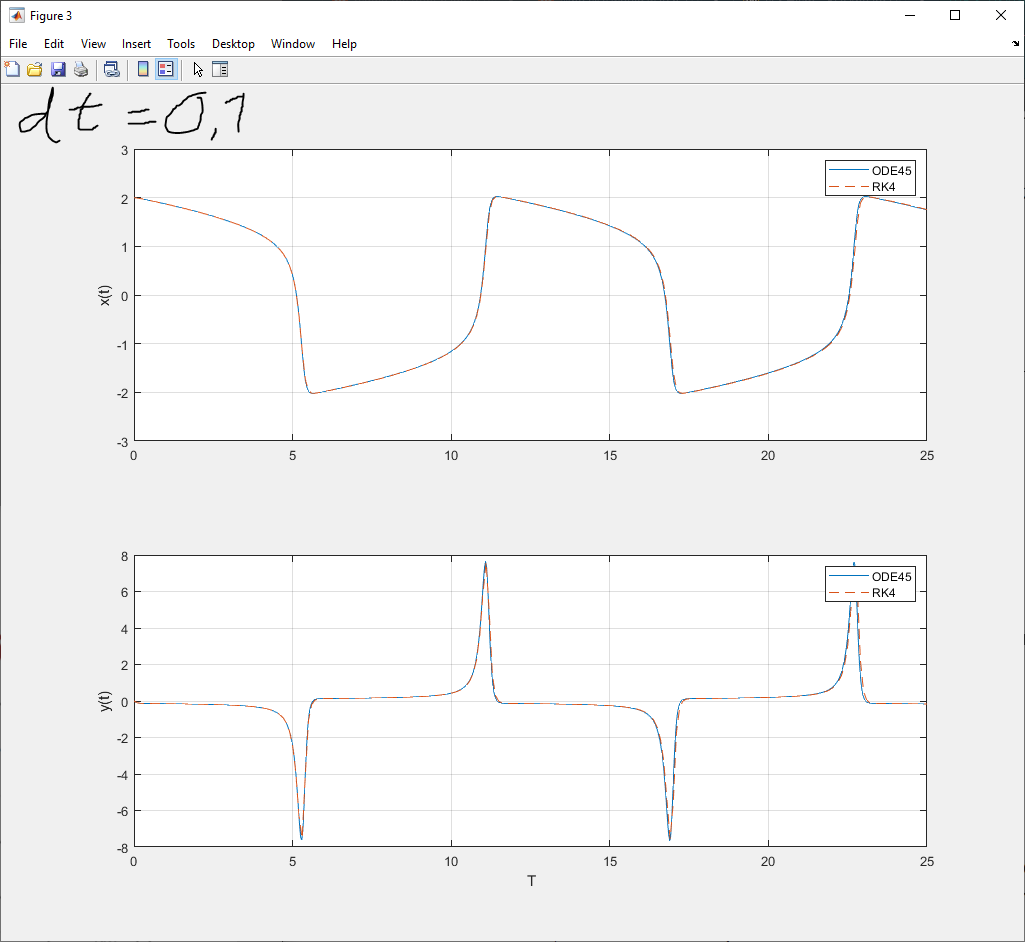 Figure 3
File Edit View Insert Tools Desktop Window Help
dt=0,1
3
2
1
0
-1
-2
-3
x(t)
ODE45
RK4
0 5 10 15 20 25
8
6
4
2
0
-2
-4
-6
-8
y(t)
ODE45
RK4
0 5 10 15 20 25
T